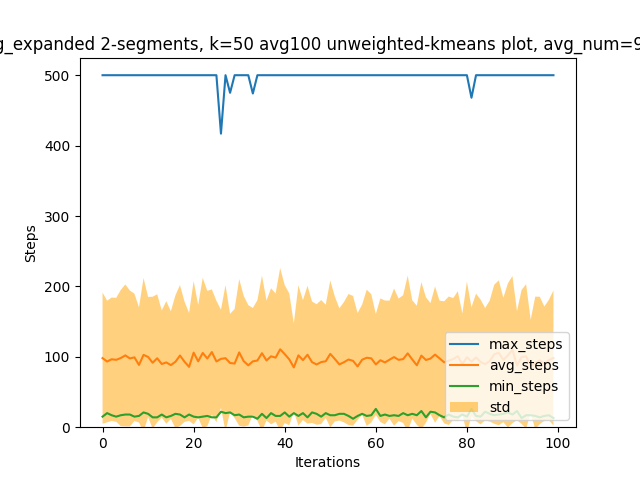 g_expanded 2-segments, k=50 avg100 unweighted-kmeans plot, avg_num=9
500
400
300
200
100
0
Steps
max_steps
avg_steps
min_steps
std
0
20
40
60
80
100
Iterations